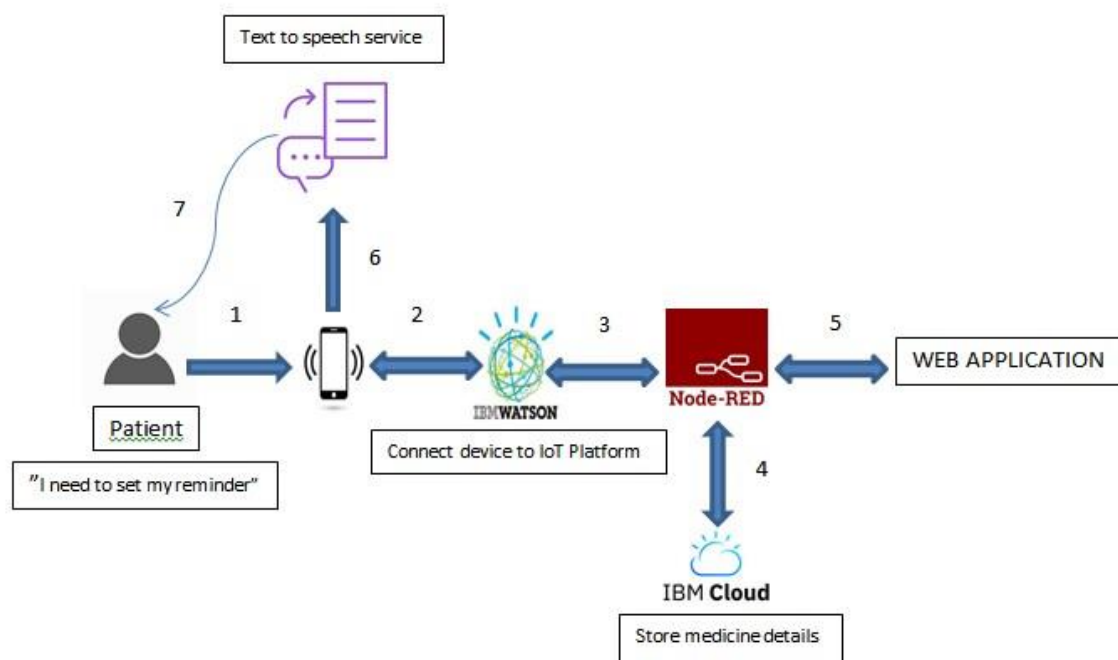 Text to speech service
7
6
1
2
3
5
WEB APPLICATION
IBMWATSON
Node-RED
Patient
Connect device to IoT Platform
"I need to set my reminder"
4
IBM Cloud
Store medicine details